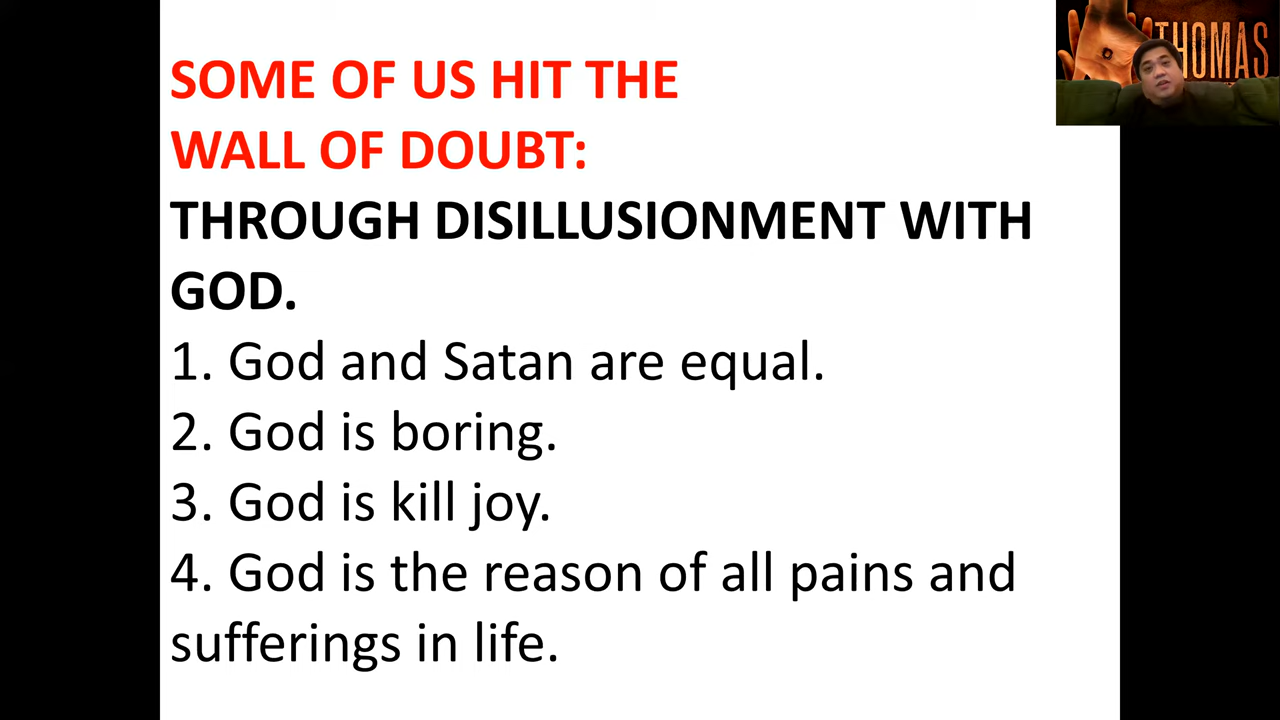 SOME OF US HIT THE
WALL OF DOUBT:
THROUGH DISILLUSIONMENT WITH
GOD.
1. God and Satan are equal.
2. God is boring.
3. God is kill joy.
4. God is the reason of all pains and
sufferings in life.
THOMAS